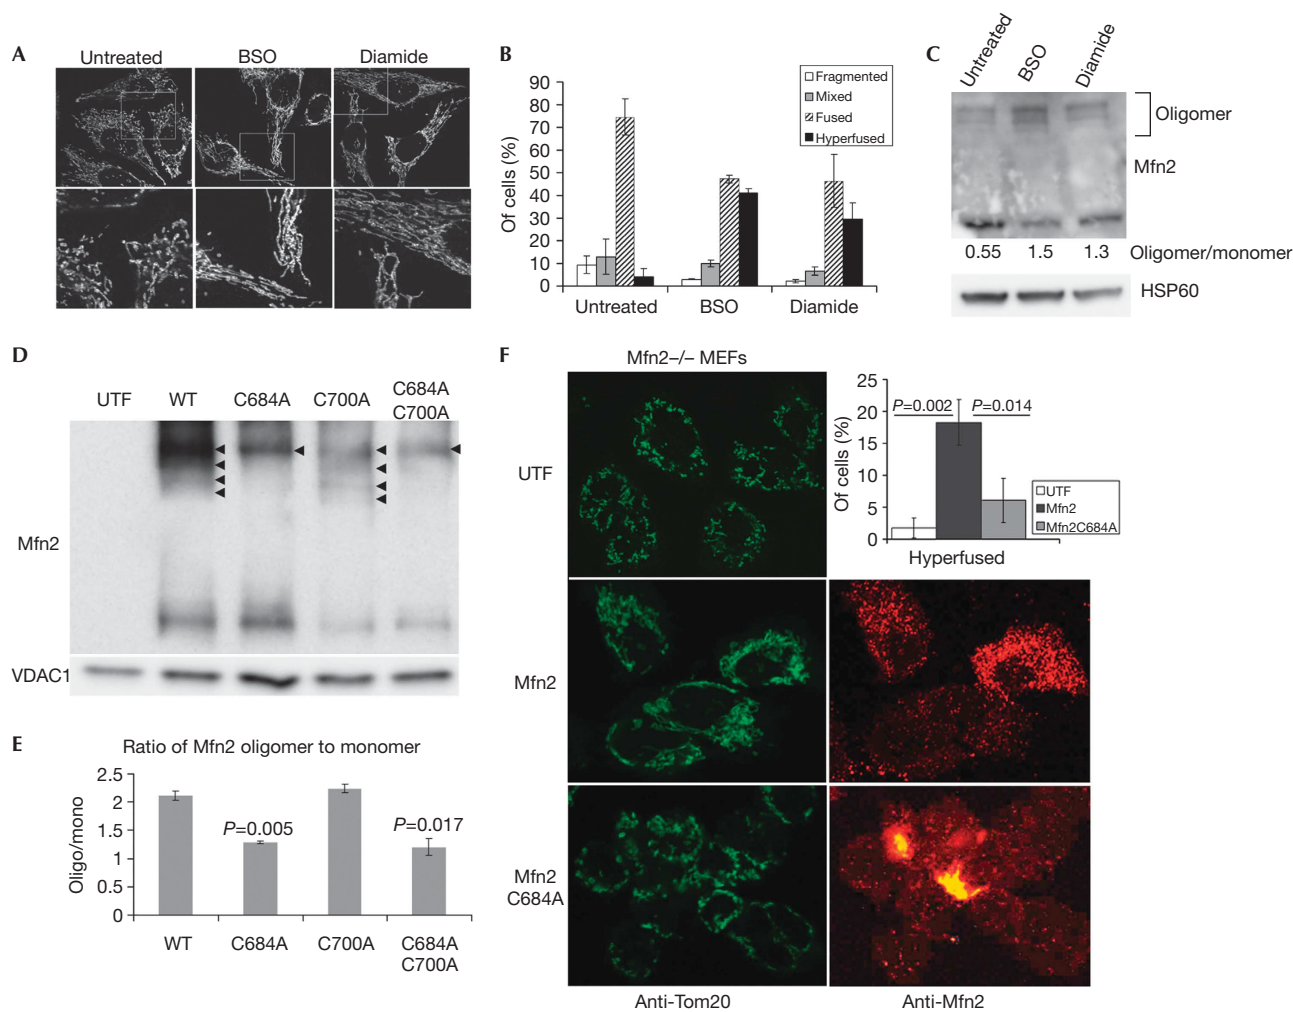 A
Untreated
BSO
Diamide
B
Of cells (%)
90
80
70
60
50
40
30
20
10
0
Fragmented
Mixed
Fused
Hyperfused
Untreated
BSO
Diamide
C
Untreated
BSO
Diamide
Oligomer
Mfn2
0.55 1.5 1.3 Oligomer/monomer
HSP60
D
UTF WT C684A C700A C684A
C700A
Mfn2
VDAC1
E
Ratio of Mfn2 oligomer to monomer
Oligo/mono
2.5
2
1.5
1
0.5
0
P=0.005
P=0.017
WT C684A C700A C684A
C700A
F
Mfn2–/– MEFs
UTF
Of cells (%)
25
20
15
10
5
0
P=0.002 P=0.014
UTF
Mfn2
Mfn2C684A
Hyperfused
Mfn2
Mfn2
C684A
Anti-Tom20
Anti-Mfn2